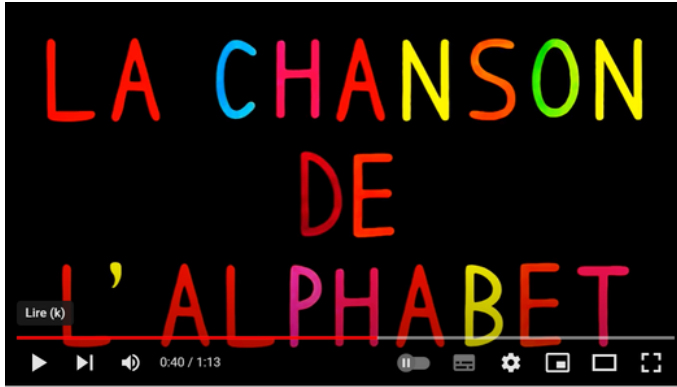 LA CHANSON
DE
L'ALPHABET
Lire (k)
0:40 / 1:13